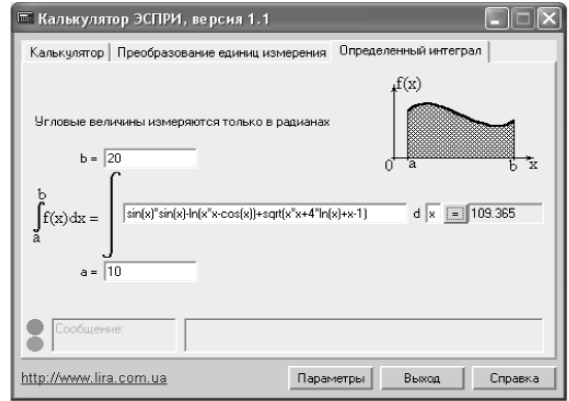 Калькулятор ЭСПРИ, версия 1.1
Калькулятор Преобразование единиц измерения Определенный интеграл
f(x)
Угловые величины измеряются только в радианах
0 a b x
b = 20
b
∫f(x)dx = ∫ sin(x)*sin(x)-ln(x*x-cos(x))+sqrt(x*x+4*ln(x)+x-1) d x = 109.365
a
a = 10
Сообщение:
http://www.lira.com.ua Параметры Выход Справка